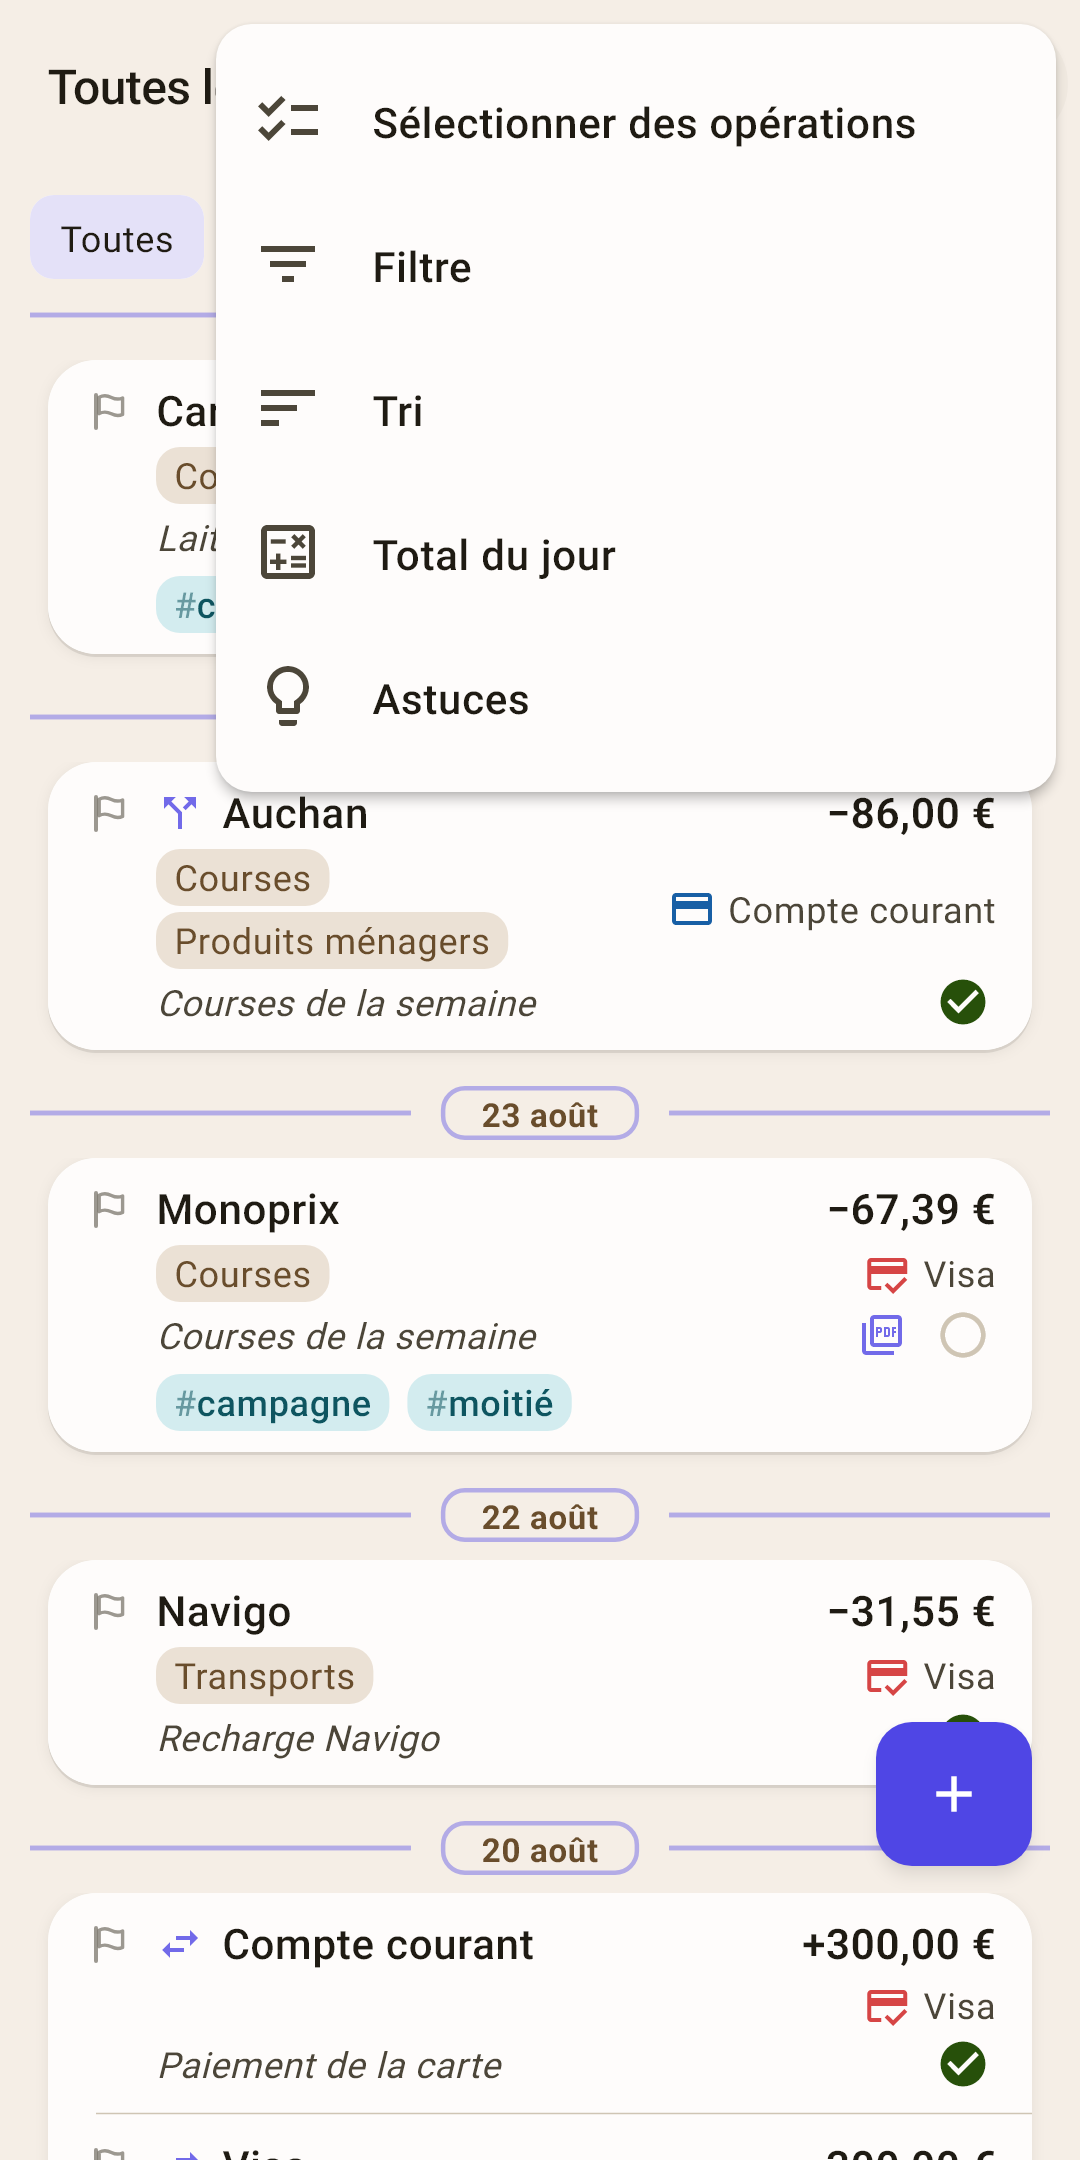 Toutes
Sélectionner des opérations
Toutes
Filtre
Tri
Total du jour
Astuces
Auchan
−86,00 €
Courses
Compte courant
Produits ménagers
Courses de la semaine
23 août
Monoprix
−67,39 €
Courses
Visa
Courses de la semaine
PDF
#campagne #moitié
22 août
Navigo
−31,55 €
Transports
Visa
Recharge Navigo
20 août
Compte courant
+300,00 €
Visa
Paiement de la carte